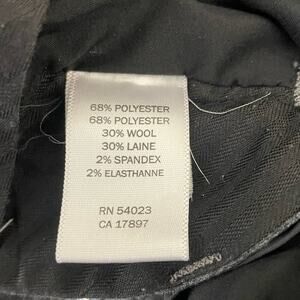 68% POLYESTER
68% POLYESTER
30% WOOL
30% LAINE
2% SPANDEX
2% ELASTHANNE
RN 54023
CA 17897